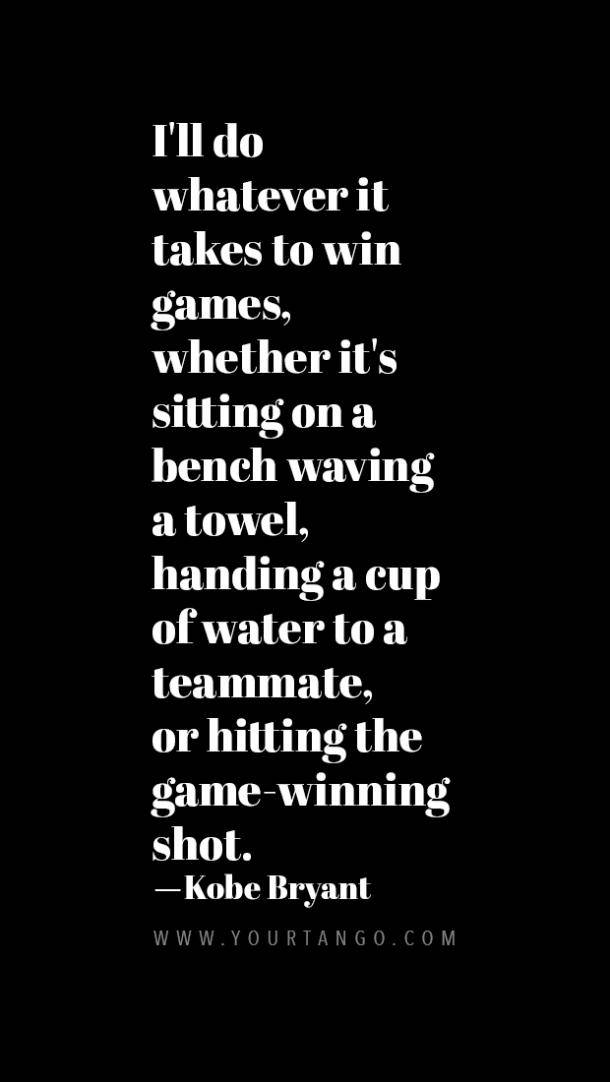 I'll do
whatever it
takes to win
games,
whether it's
sitting on a
bench waving
a towel,
handing a cup
of water to a
teammate,
or hitting the
game-winning
shot.
—Kobe Bryant
WWW.YOURTANGO.COM